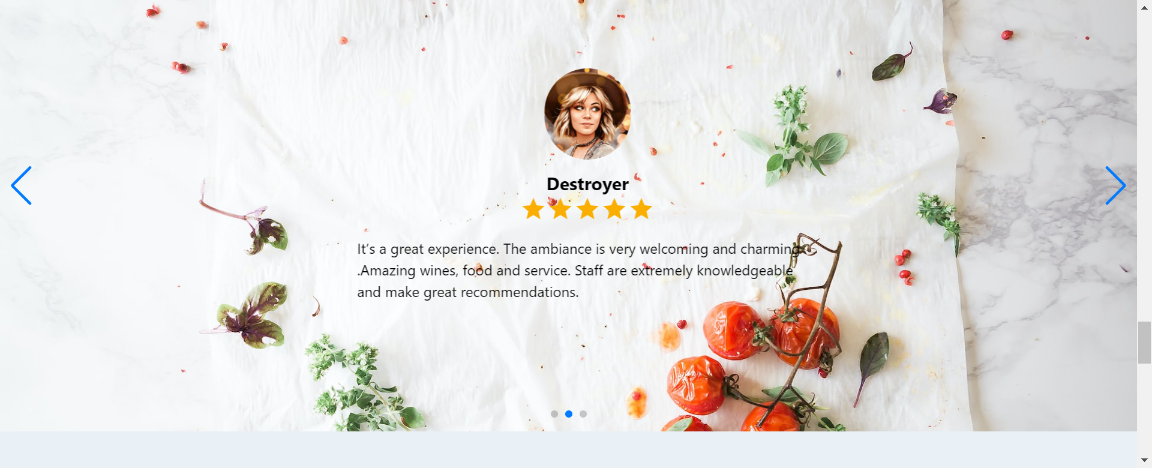 Destroyer
It's a great experience. The ambiance is very welcoming and charming
.Amazing wines, food and service. Staff are extremely knowledgeable
and make great recommendations.